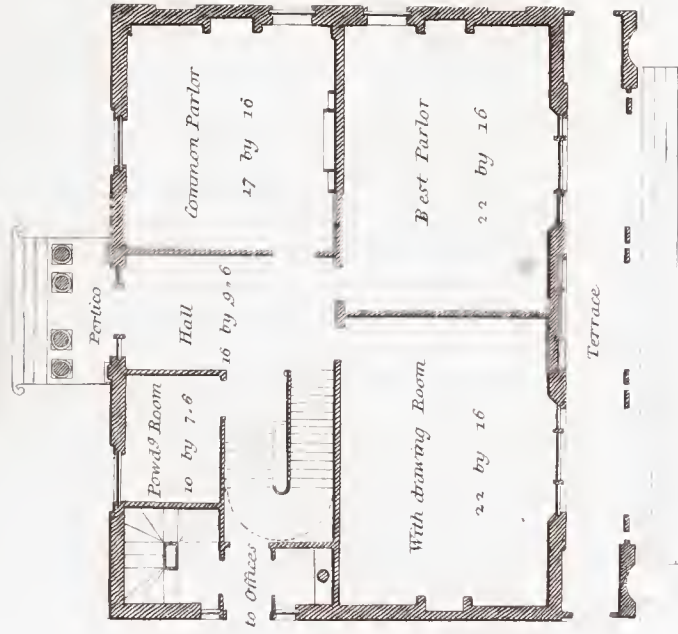 Portico
Common Parlor
17 by 16
Hall
16 by 9.6
Powdg Room
10 by 7.6
to Offices
Best Parlor
22 by 16
With drawing Room
22 by 16
Terrace